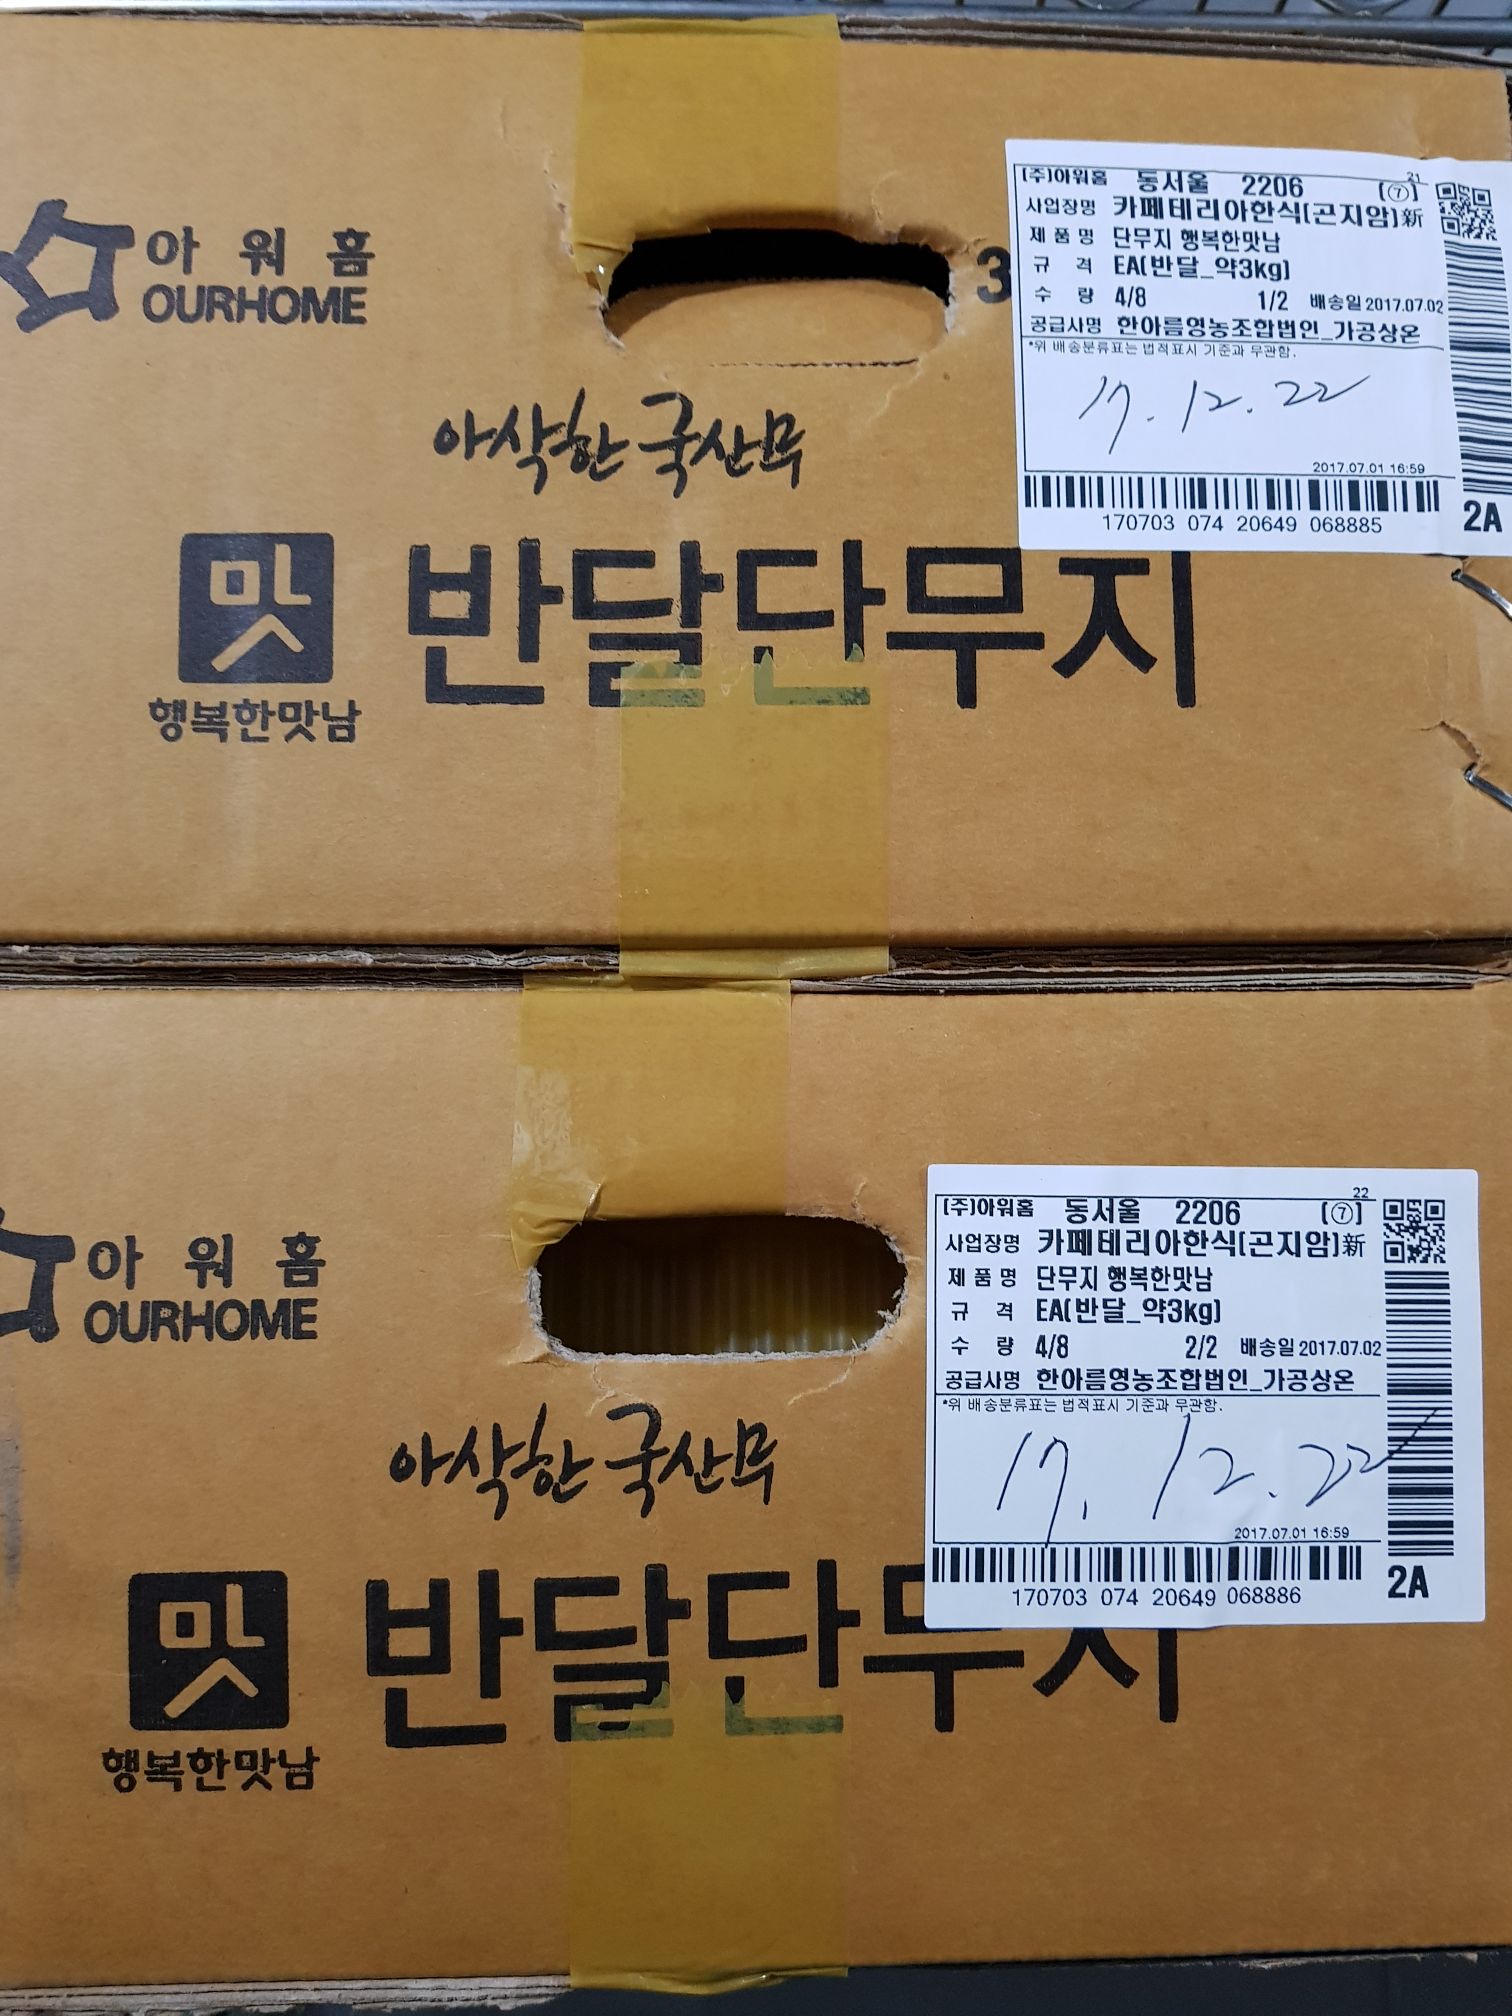 아워홈
OURHOME
3
아삭한 국산무
맛
행복한맛남
반달단무지
21
(주)아워홈 동서울 2206 [⑦]
사업장명 카페테리아한식[곤지암]新
제품명 단무지 행복한맛남
규격 EA(반달_약3kg)
수량 4/8 1/2 배송일 2017.07.02
공급사명 한아름영농조합법인_가공상온
*위 배송분류표는 법적표시 기준과 무관함.
17. 12. 22
2017.07.01 16:59
170703 074 20649 068885
2A
아워홈
OURHOME
아삭한 국산무
맛
행복한맛남
반달단무지
22
(주)아워홈 동서울 2206 [⑦]
사업장명 카페테리아한식[곤지암]新
제품명 단무지 행복한맛남
규격 EA(반달_약3kg)
수량 4/8 2/2 배송일 2017.07.02
공급사명 한아름영농조합법인_가공상온
*위 배송분류표는 법적표시 기준과 무관함.
17. 12. 22
2017.07.01 16:59
170703 074 20649 068886
2A